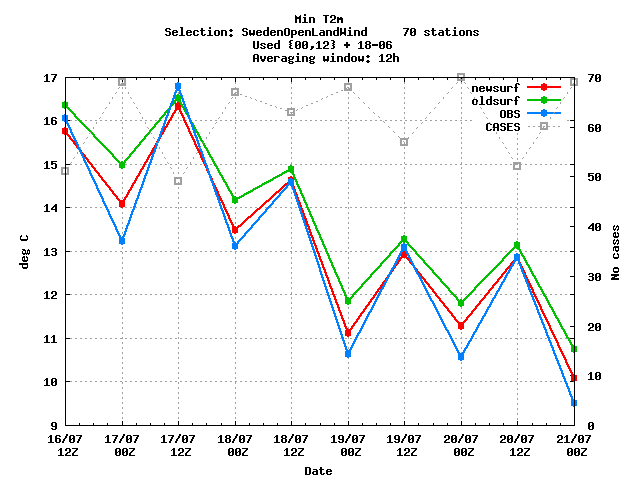 Min T2m
Selection: SwedenOpenLandWind 70 stations
Used {00,12} + 18-06
Averaging window: 12h
newsurf
oldsurf
OBS
CASES
17
16
15
14
13
12
11
10
9
deg C
70
60
50
40
30
20
10
0
No cases
16/07 17/07 17/07 18/07 18/07 19/07 19/07 20/07 20/07 21/07
12Z 00Z 12Z 00Z 12Z 00Z 12Z 00Z 12Z 00Z
Date